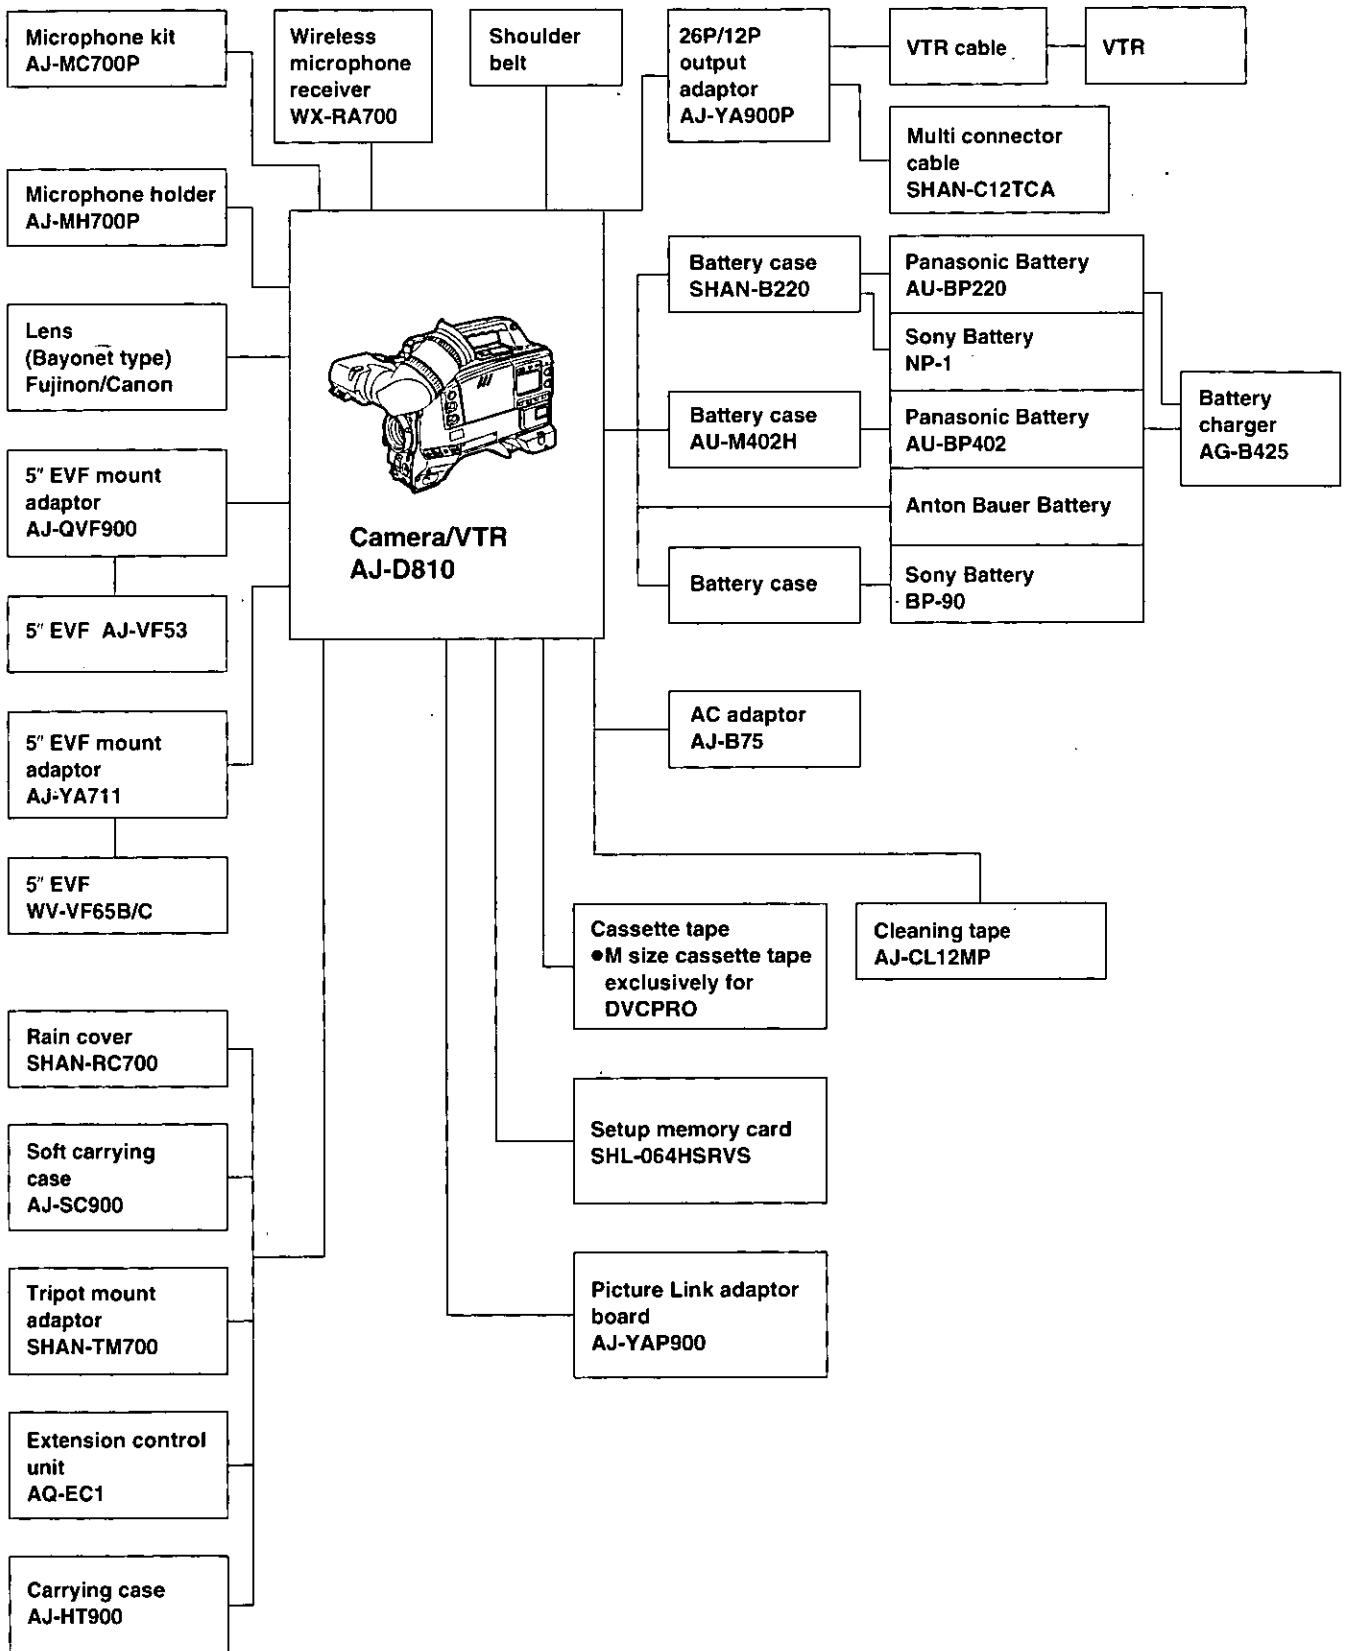 Microphone kit
AJ-MC700P
Wireless
microphone
receiver
WX-RA700
Shoulder
belt
26P/12P
output
adaptor
AJ-YA900P
VTR cable
VTR
Multi connector
cable
SHAN-C12TCA
Microphone holder
AJ-MH700P
Lens
(Bayonet type)
Fujinon/Canon
5" EVF mount
adaptor
AJ-QVF900
5" EVF AJ-VF53
5" EVF mount
adaptor
AJ-YA711
5" EVF
WV-VF65B/C
Camera/VTR
AJ-D810
Battery case
SHAN-B220
Panasonic Battery
AU-BP220
Sony Battery
NP-1
Battery case
AU-M402H
Panasonic Battery
AU-BP402
Battery
charger
AG-B425
Anton Bauer Battery
Battery case
Sony Battery
BP-90
AC adaptor
AJ-B75
Cassette tape
●M size cassette tape
exclusively for
DVCPRO
Cleaning tape
AJ-CL12MP
Setup memory card
SHL-064HSRVS
Picture Link adaptor
board
AJ-YAP900
Rain cover
SHAN-RC700
Soft carrying
case
AJ-SC900
Tripot mount
adaptor
SHAN-TM700
Extension control
unit
AQ-EC1
Carrying case
AJ-HT900